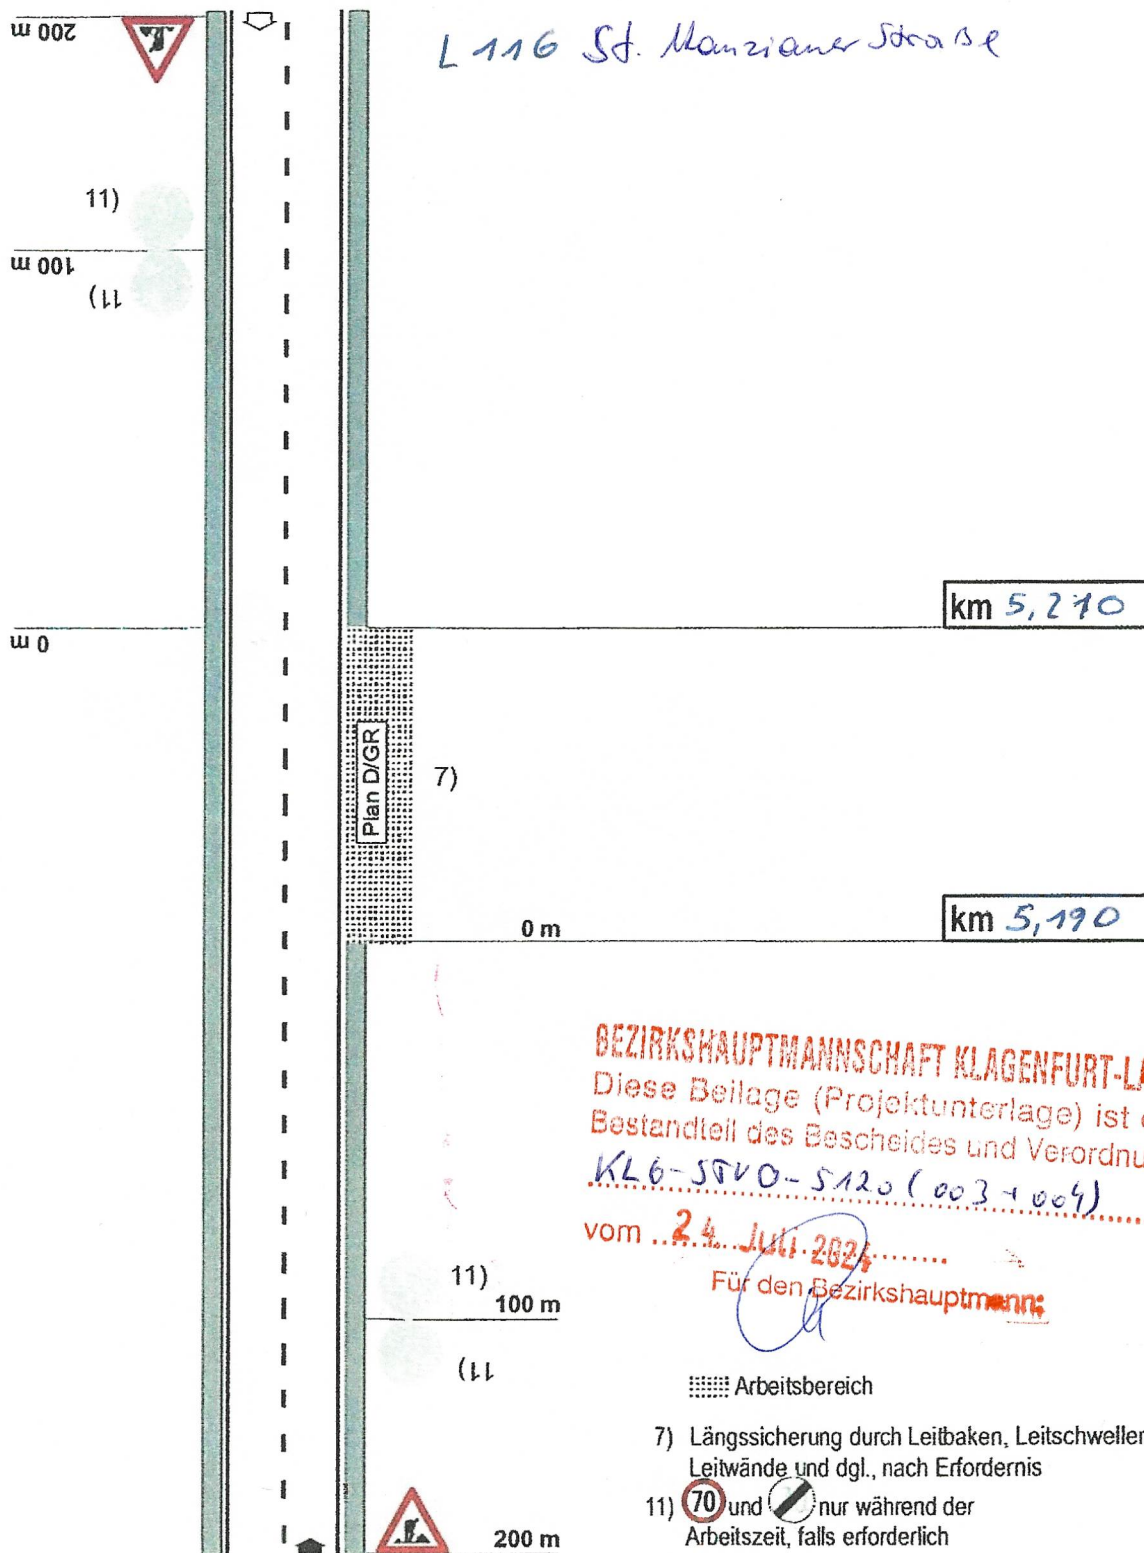 200 m
L 116 St. Manzianer Straße
11)
100 m
11)
km 5,210
0 m
Plan D/GR
7)
0 m
km 5,190
BEZIRKSHAUPTMANNSCHAFT KLAGENFURT-LA
Diese Beilage (Projektunterlage) ist
Bestandteil des Bescheides und Verordnu
KL6-STVO-5120 (003+004)
vom 24. Juli 2024
Für den Bezirkshauptmann:
11)
100 m
11)
Arbeitsbereich
7) Längssicherung durch Leitbaken, Leitschwellen
Leitwände und dgl., nach Erfordernis
11) 70 und nur während der
Arbeitszeit, falls erforderlich
200 m